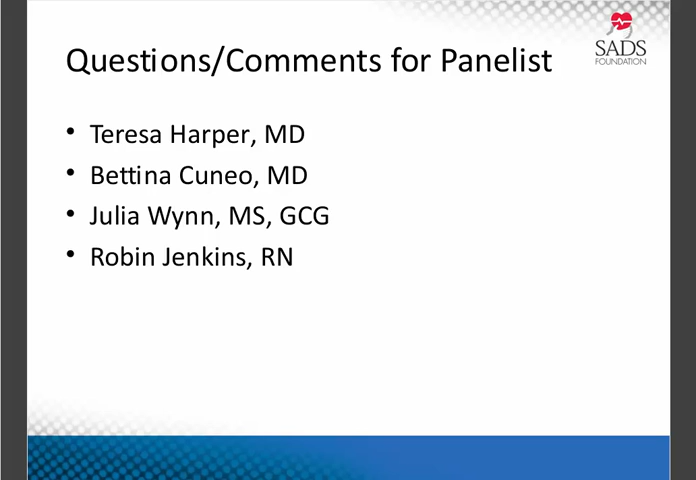 SADS
FOUNDATION
Questions/Comments for Panelist
• Teresa Harper, MD
• Bettina Cuneo, MD
• Julia Wynn, MS, GCG
• Robin Jenkins, RN